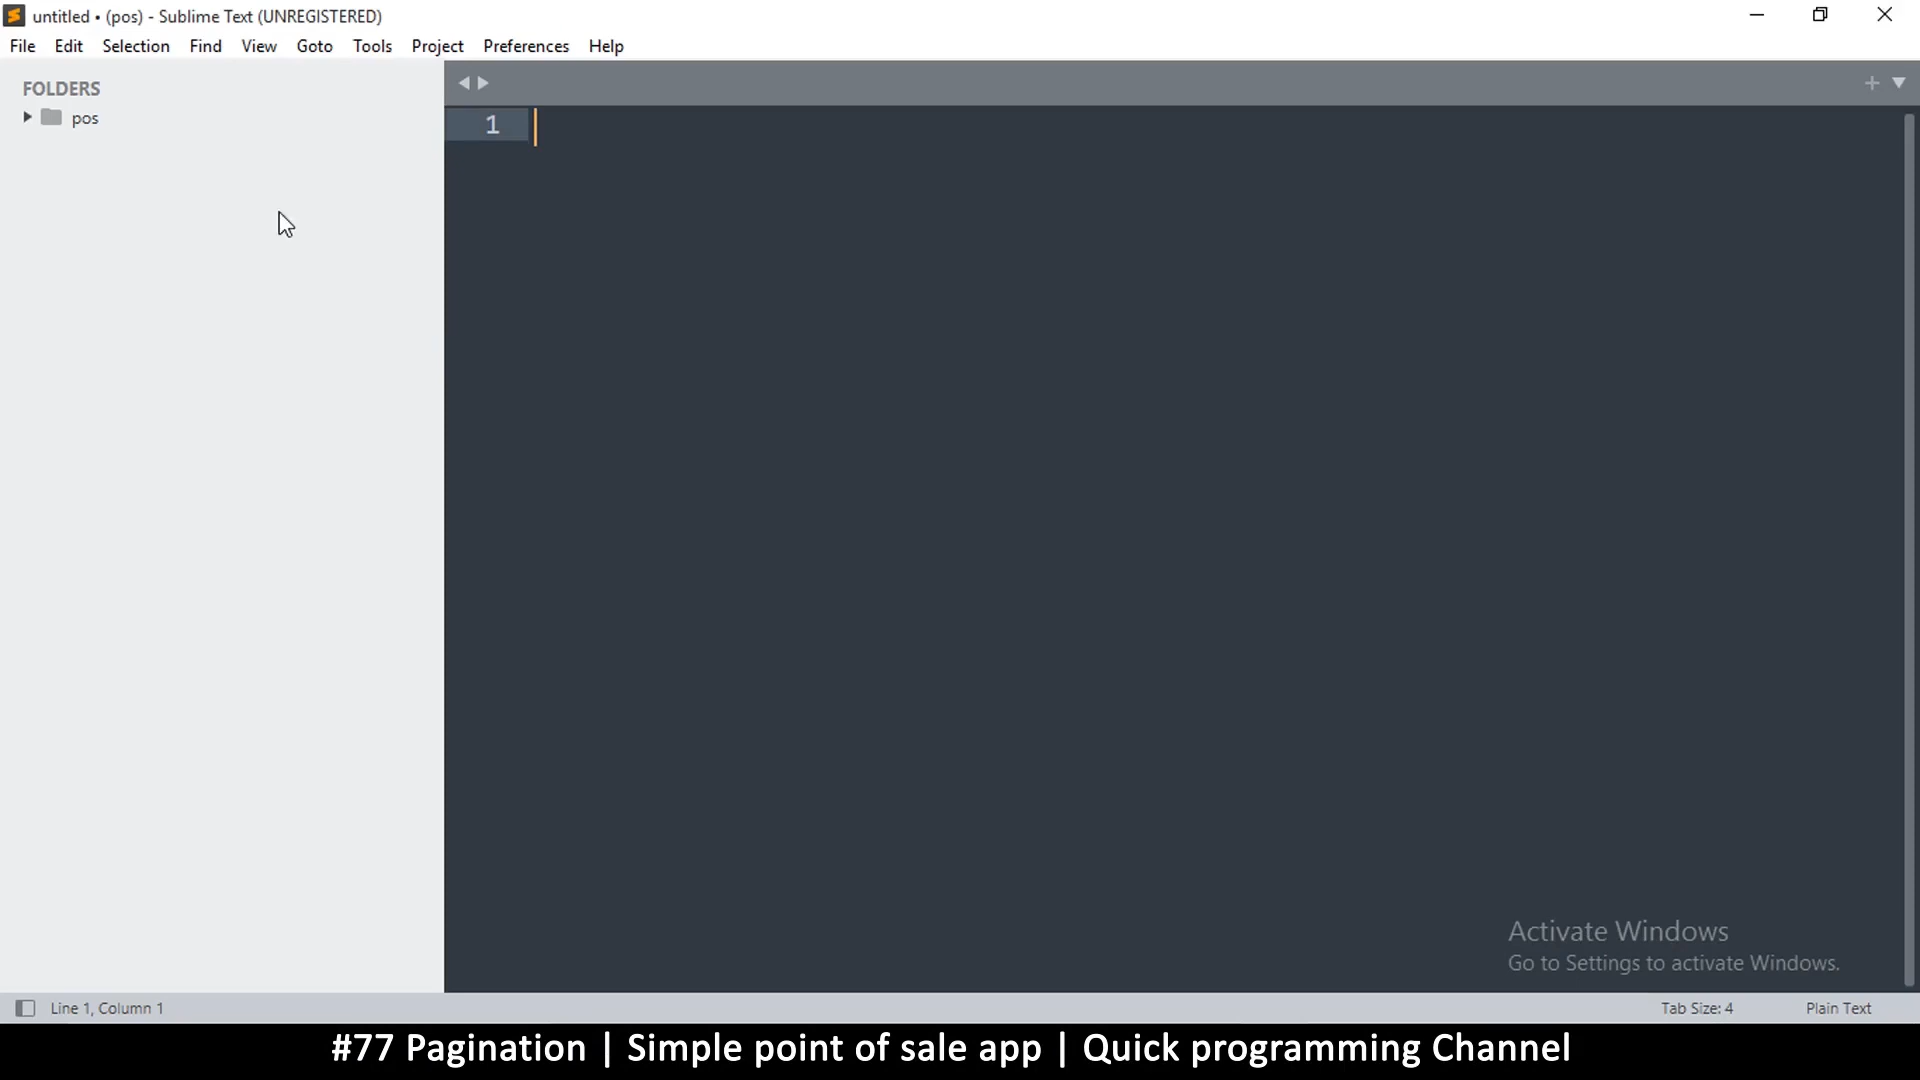 untitled • (pos) - Sublime Text (UNREGISTERED)
File Edit Selection Find View Goto Tools Project Preferences Help
FOLDERS
pos
1
Activate Windows
Go to Settings to activate Windows.
Line 1, Column 1 Tab Size: 4 Plain Text
#77 Pagination | Simple point of sale app | Quick programming Channel